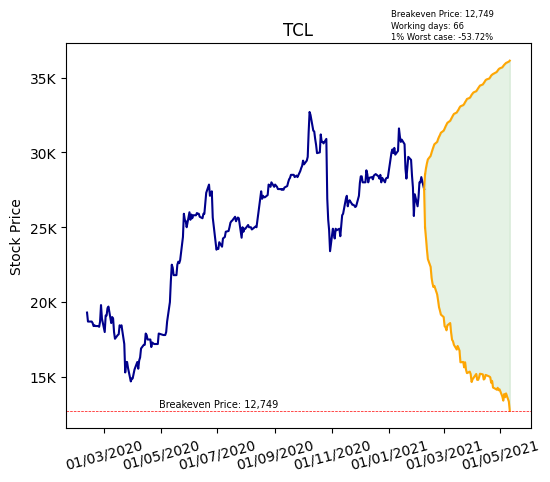 Breakeven Price: 12,749
Working days: 66
1% Worst case: -53.72%
TCL
Stock Price
35K
30K
25K
20K
15K
Breakeven Price: 12,749
01/03/2020 01/05/2020 01/07/2020 01/09/2020 01/11/2020 01/01/2021 01/03/2021 01/05/2021